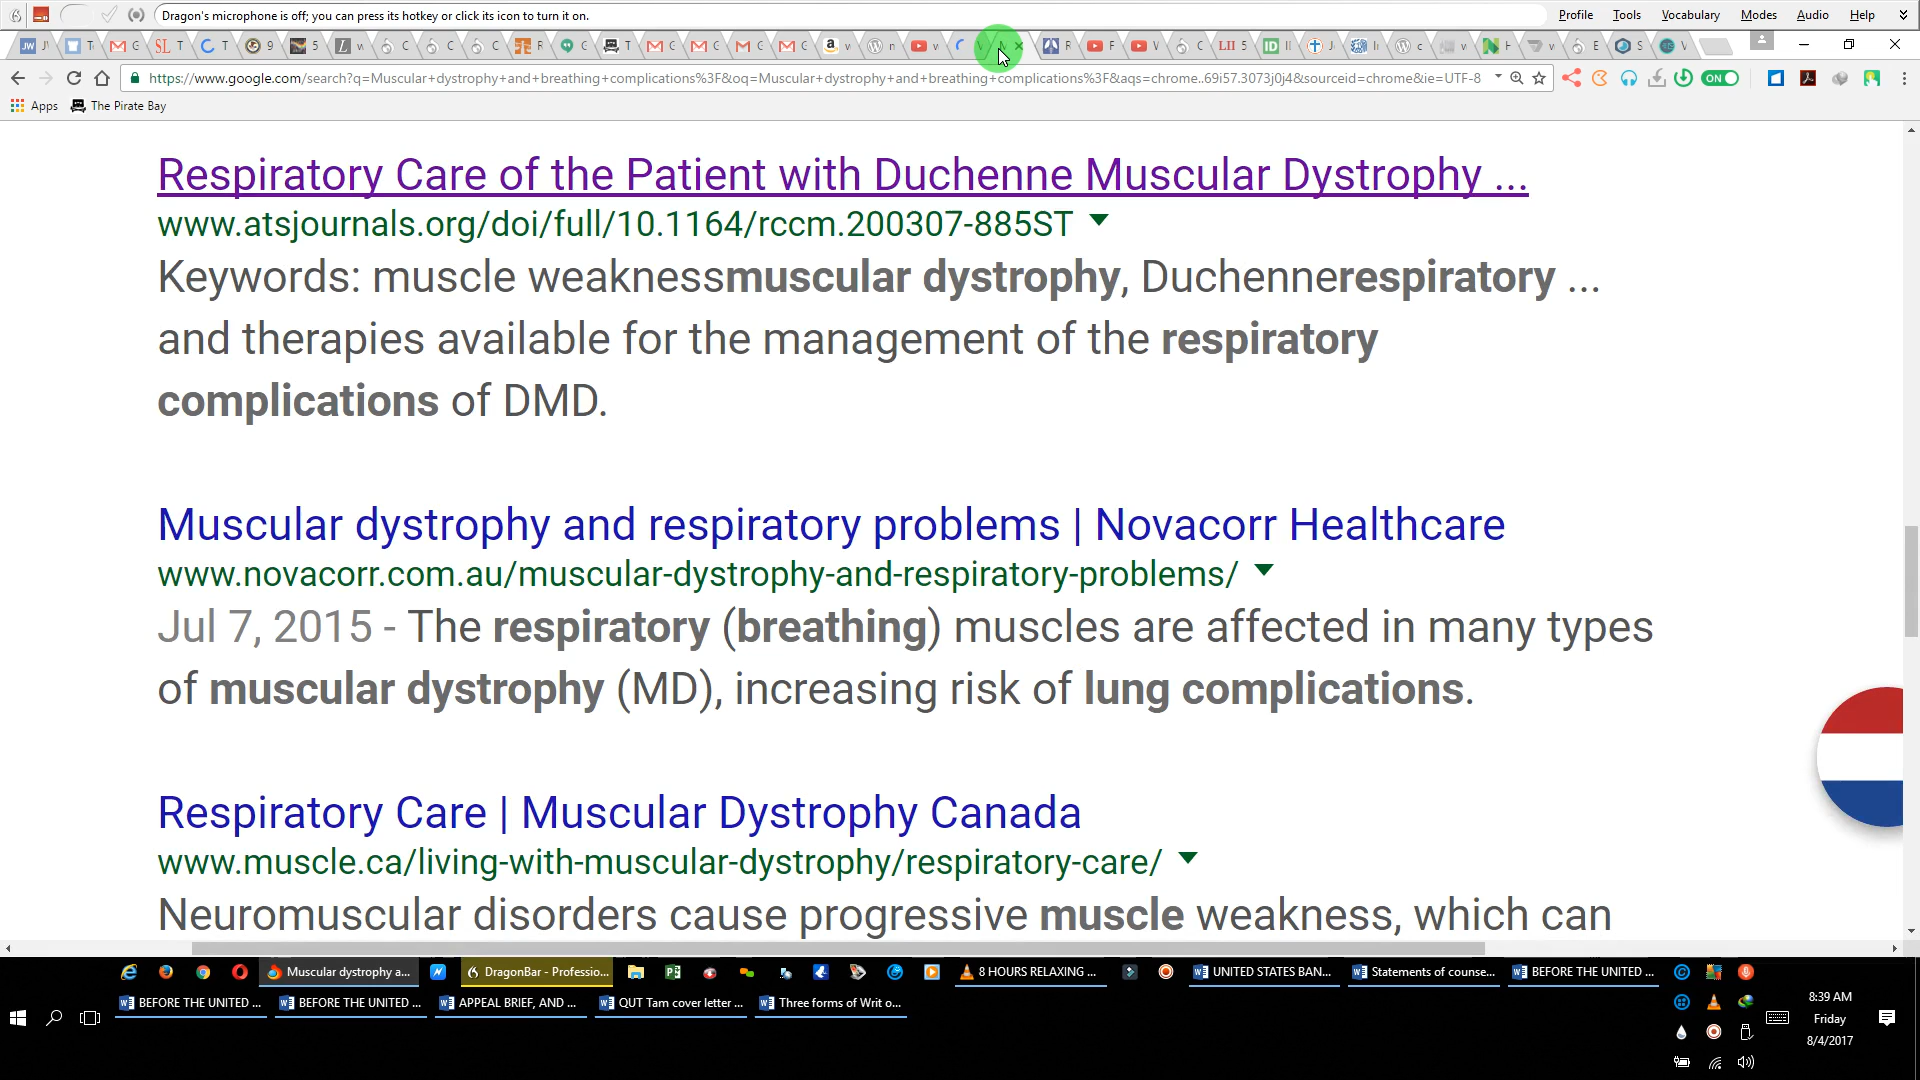 Dragon's microphone is off; you can press its hotkey or click its icon to turn it on.
Profile Tools Vocabulary Modes Audio Help
https://www.google.com/search?q=Muscular+dystrophy+and+breathing+complications%3F&oq=Muscular+dystrophy+and+breathing+complications%3F&aqs=chrome..69i57.3073j0j4&sourceid=chrome&ie=UTF-8
ON
Apps The Pirate Bay
Respiratory Care of the Patient with Duchenne Muscular Dystrophy ...
www.atsjournals.org/doi/full/10.1164/rccm.200307-885ST
Keywords: muscle weaknessmuscular dystrophy, Duchennerespiratory ...
and therapies available for the management of the respiratory
complications of DMD.
Muscular dystrophy and respiratory problems | Novacorr Healthcare
www.novacorr.com.au/muscular-dystrophy-and-respiratory-problems/
Jul 7, 2015 - The respiratory (breathing) muscles are affected in many types
of muscular dystrophy (MD), increasing risk of lung complications.
Respiratory Care | Muscular Dystrophy Canada
www.muscle.ca/living-with-muscular-dystrophy/respiratory-care/
Neuromuscular disorders cause progressive muscle weakness, which can
Muscular dystrophy a... DragonBar - Professio... 8 HOURS RELAXING ... UNITED STATES BAN... Statements of counse... BEFORE THE UNITED ...
BEFORE THE UNITED ... BEFORE THE UNITED ... APPEAL BRIEF, AND ... QUT Tam cover letter ... Three forms of Writ o...
8:39 AM
Friday
8/4/2017